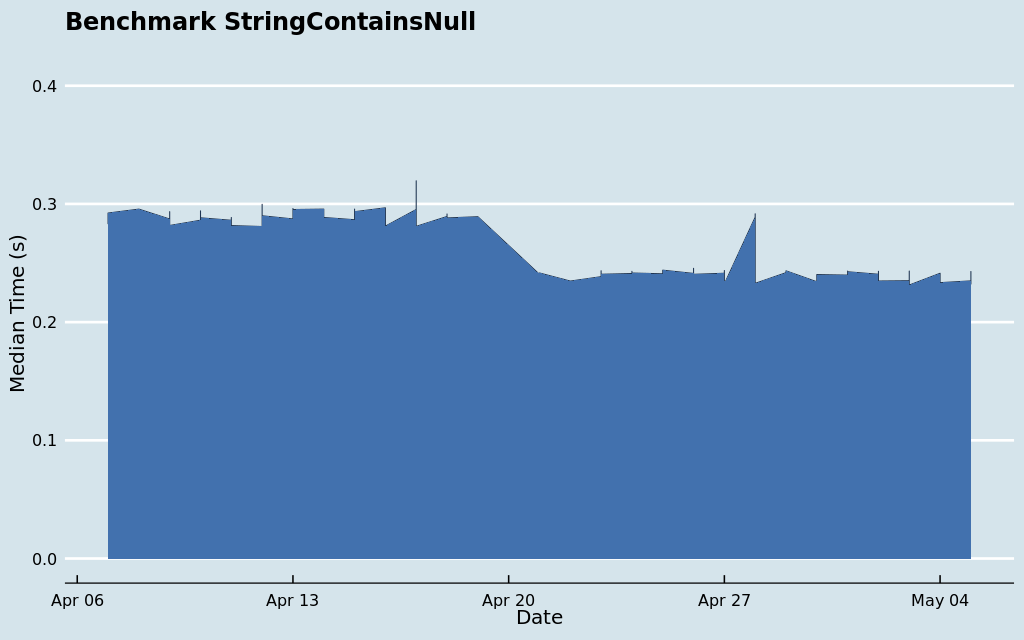 Benchmark StringContainsNull
0.4
0.3
0.2
0.1
0.0
Median Time (s)
Apr 06 Apr 13 Apr 20 Apr 27 May 04
Date